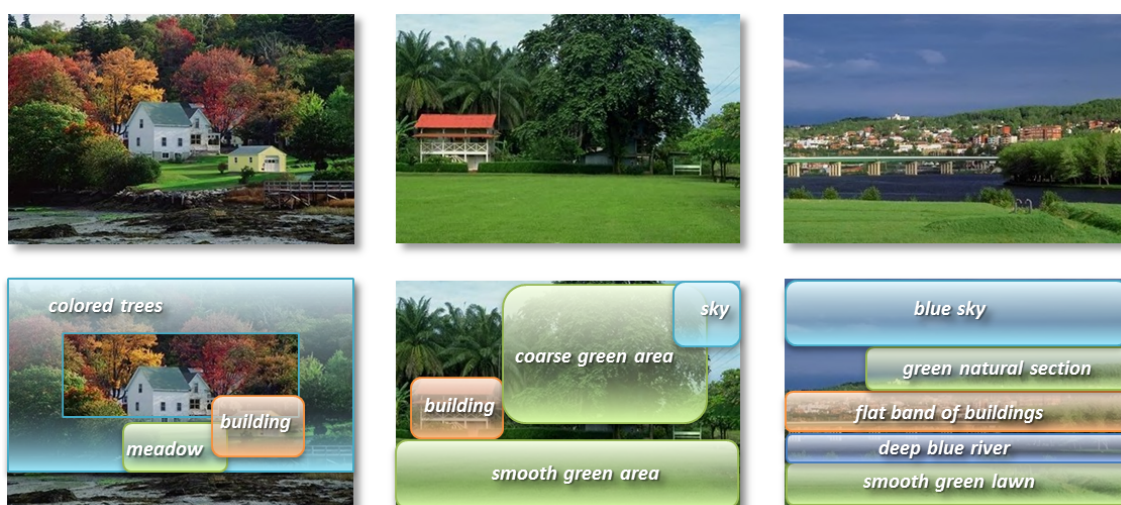 colored trees
building
meadow
sky
coarse green area
building
smooth green area
blue sky
green natural section
flat band of buildings
deep blue river
smooth green lawn